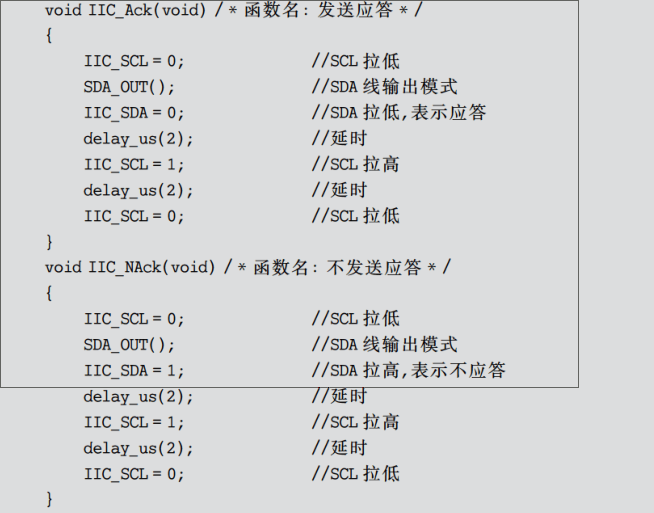 void IIC_Ack(void) /*函数名: 发送应答*/
{
IIC_SCL=0; //SCL 拉低
SDA_OUT(); //SDA 线输出模式
IIC_SDA=0; //SDA 拉低,表示应答
delay_us(2); //延时
IIC_SCL=1; //SCL 拉高
delay_us(2); //延时
IIC_SCL=0; //SCL 拉低
}
void IIC_NAck(void) /*函数名: 不发送应答*/
{
IIC_SCL=0; //SCL 拉低
SDA_OUT(); //SDA 线输出模式
IIC_SDA=1; //SDA 拉高,表示不应答
delay_us(2); //延时
IIC_SCL=1; //SCL 拉高
delay_us(2); //延时
IIC_SCL=0; //SCL 拉低
}